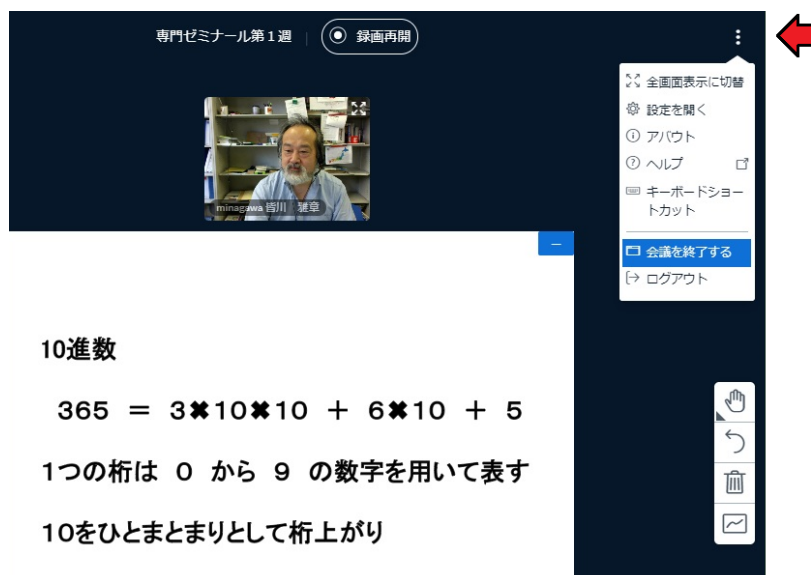 専門ゼミナール第１週 | 録画再開
minagawa 皆川 雅章
全画面表示に切替
設定を開く
アバウト
ヘルプ
キーボードショー
トカット
会議を終了する
ログアウト
10進数
365 = 3✖10✖10 + 6✖10 + 5
1つの桁は 0 から 9 の数字を用いて表す
10をひとまとまりとして桁上がり